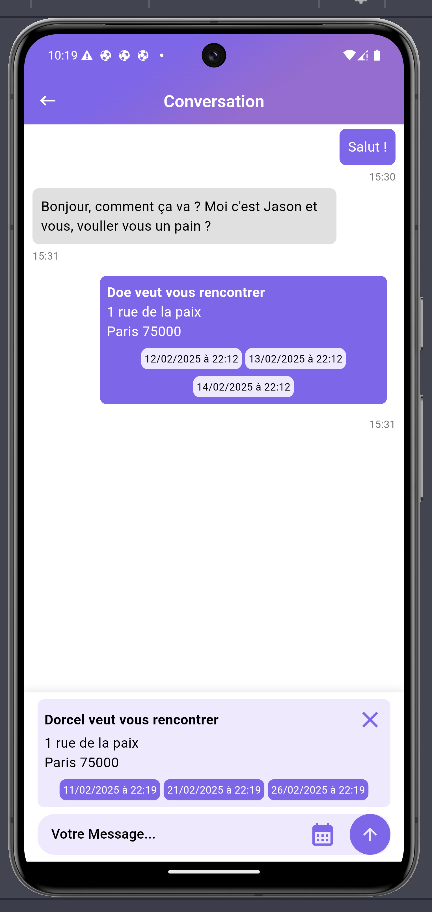 10:19
Conversation
Salut !
15:30
Bonjour, comment ça va ? Moi c'est Jason et
vous, vouller vous un pain ?
15:31
Doe veut vous rencontrer
1 rue de la paix
Paris 75000
12/02/2025 à 22:12 13/02/2025 à 22:12
14/02/2025 à 22:12
15:31
Dorcel veut vous rencontrer
1 rue de la paix
Paris 75000
11/02/2025 à 22:19 21/02/2025 à 22:19 26/02/2025 à 22:19
Votre Message...